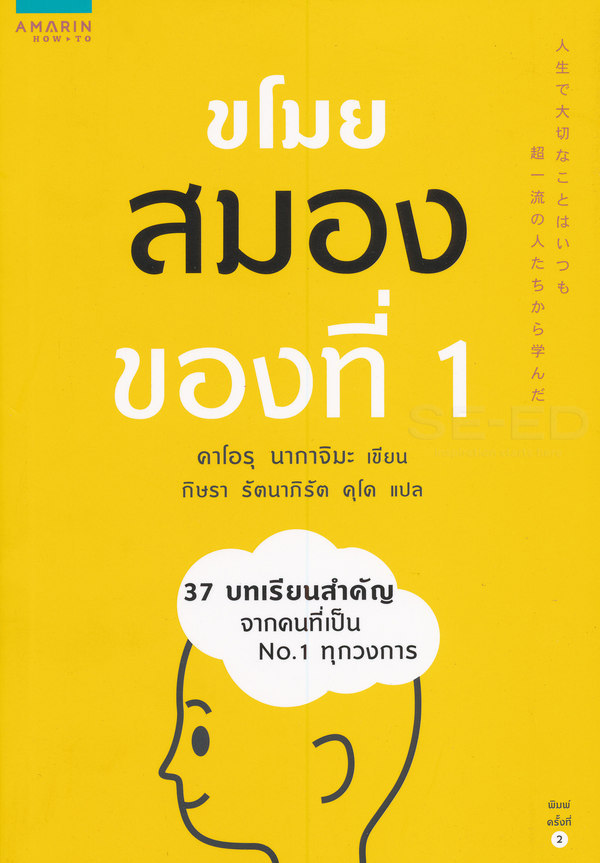 AMARIN
HOW TO
人生で大切なことはいつも
超一流の人たちから学んだ
ขโมย
สมอง
ของที่ 1
SE-ED
คาโอรุ นากาจิมะ เขียน
กิษรา รัตนาภิรัต คุโด แปล
37 บทเรียนสำคัญ
จากคนที่เป็น
No.1 ทุกวงการ
พิมพ์
ครั้งที่
2